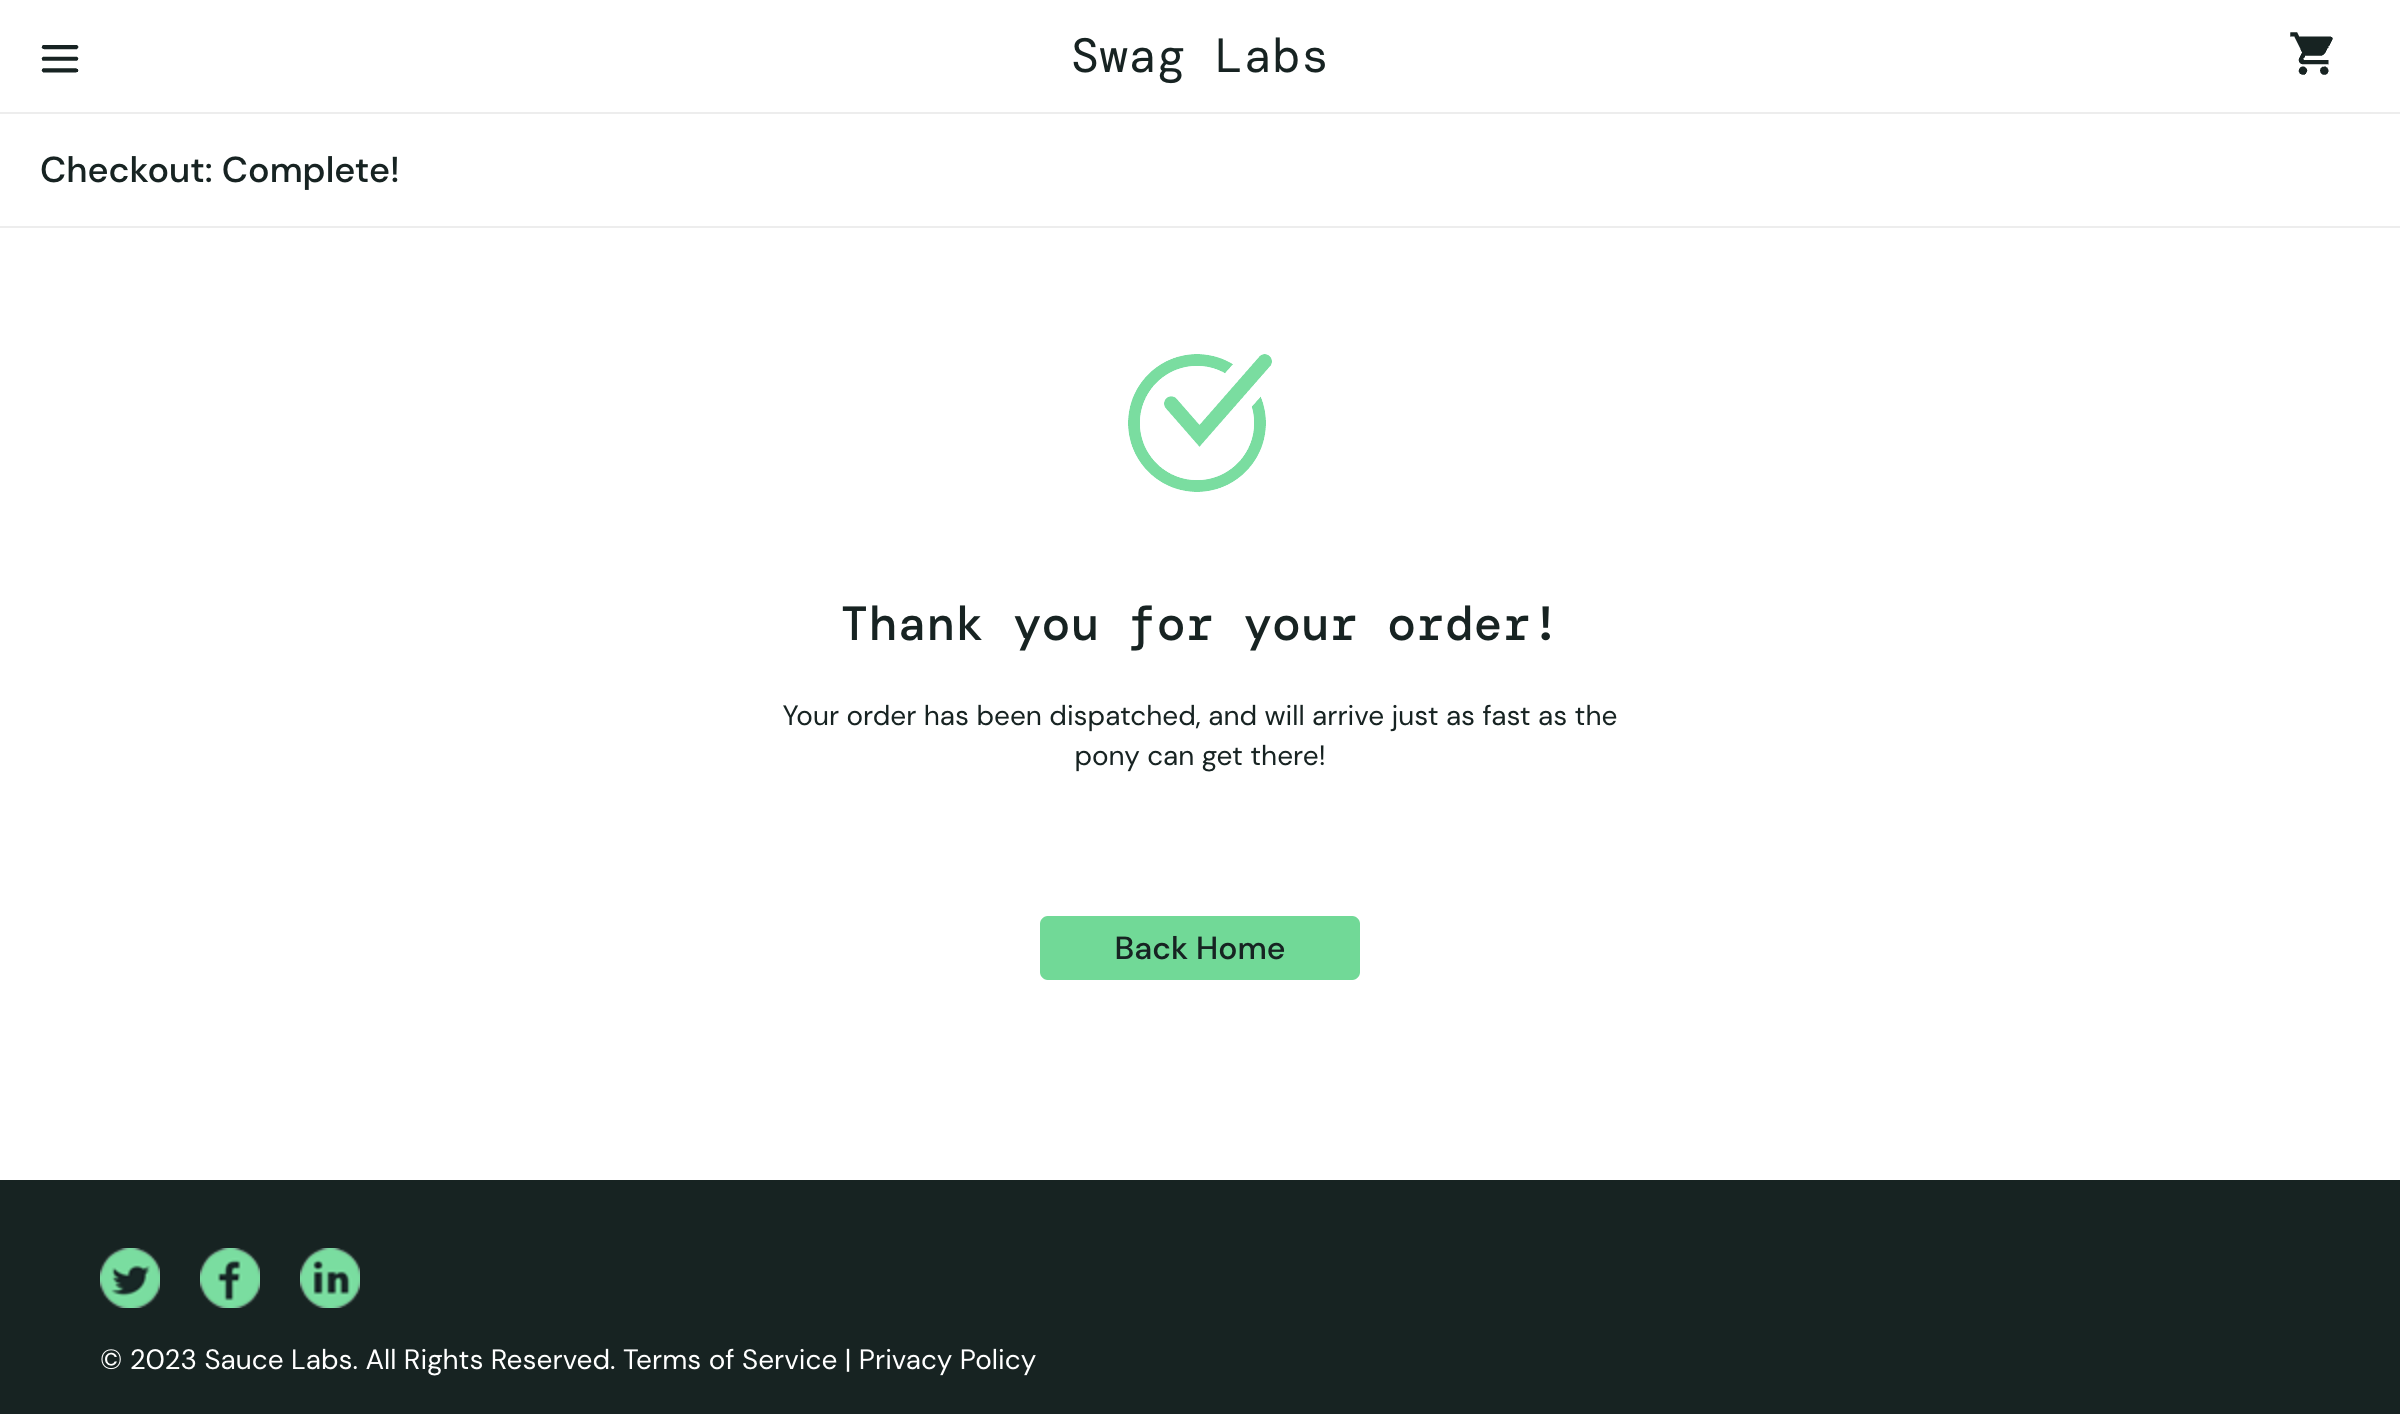 Swag Labs
Checkout: Complete!
Thank you for your order!
Your order has been dispatched, and will arrive just as fast as the
pony can get there!
Back Home
© 2023 Sauce Labs. All Rights Reserved. Terms of Service | Privacy Policy